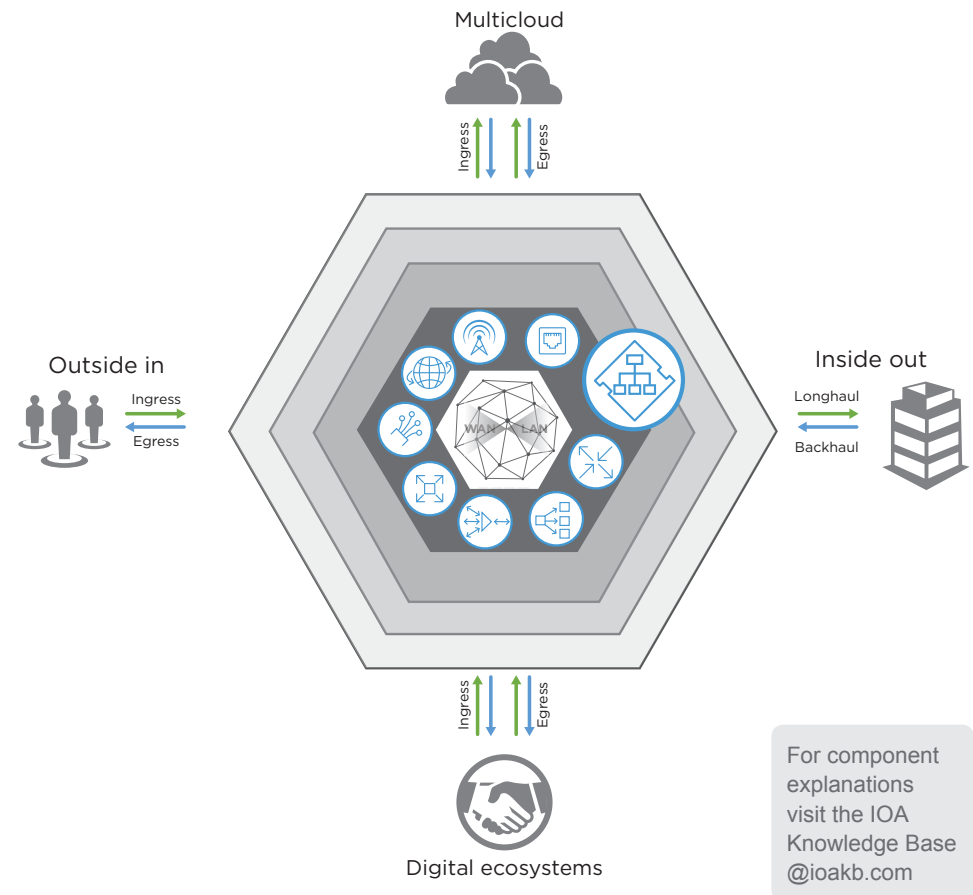 Multicloud
Ingress
Egress
Outside in
Ingress
Egress
WAN
LAN
Inside out
Longhaul
Backhaul
Ingress
Egress
Digital ecosystems
For component
explanations
visit the IOA
Knowledge Base
@ioakb.com